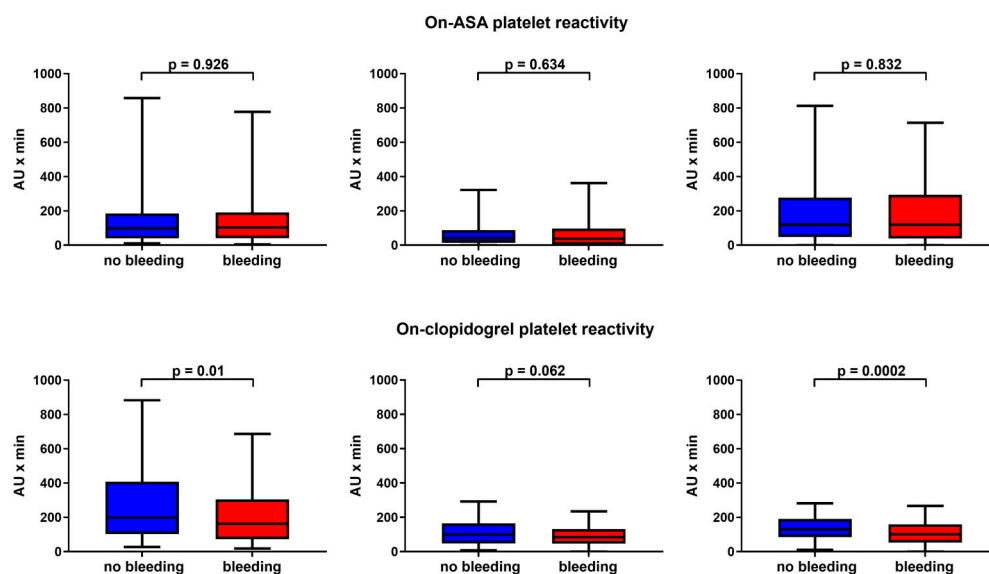 On-ASA platelet reactivity
p = 0.926
1000
800
600
400
200
0
AU x min
no bleeding bleeding
p = 0.634
1000
800
600
400
200
0
AU x min
no bleeding bleeding
p = 0.832
1000
800
600
400
200
0
AU x min
no bleeding bleeding
On-clopidogrel platelet reactivity
p = 0.01
1000
800
600
400
200
0
AU x min
no bleeding bleeding
p = 0.062
1000
800
600
400
200
0
AU x min
no bleeding bleeding
p = 0.0002
1000
800
600
400
200
0
AU x min
no bleeding bleeding